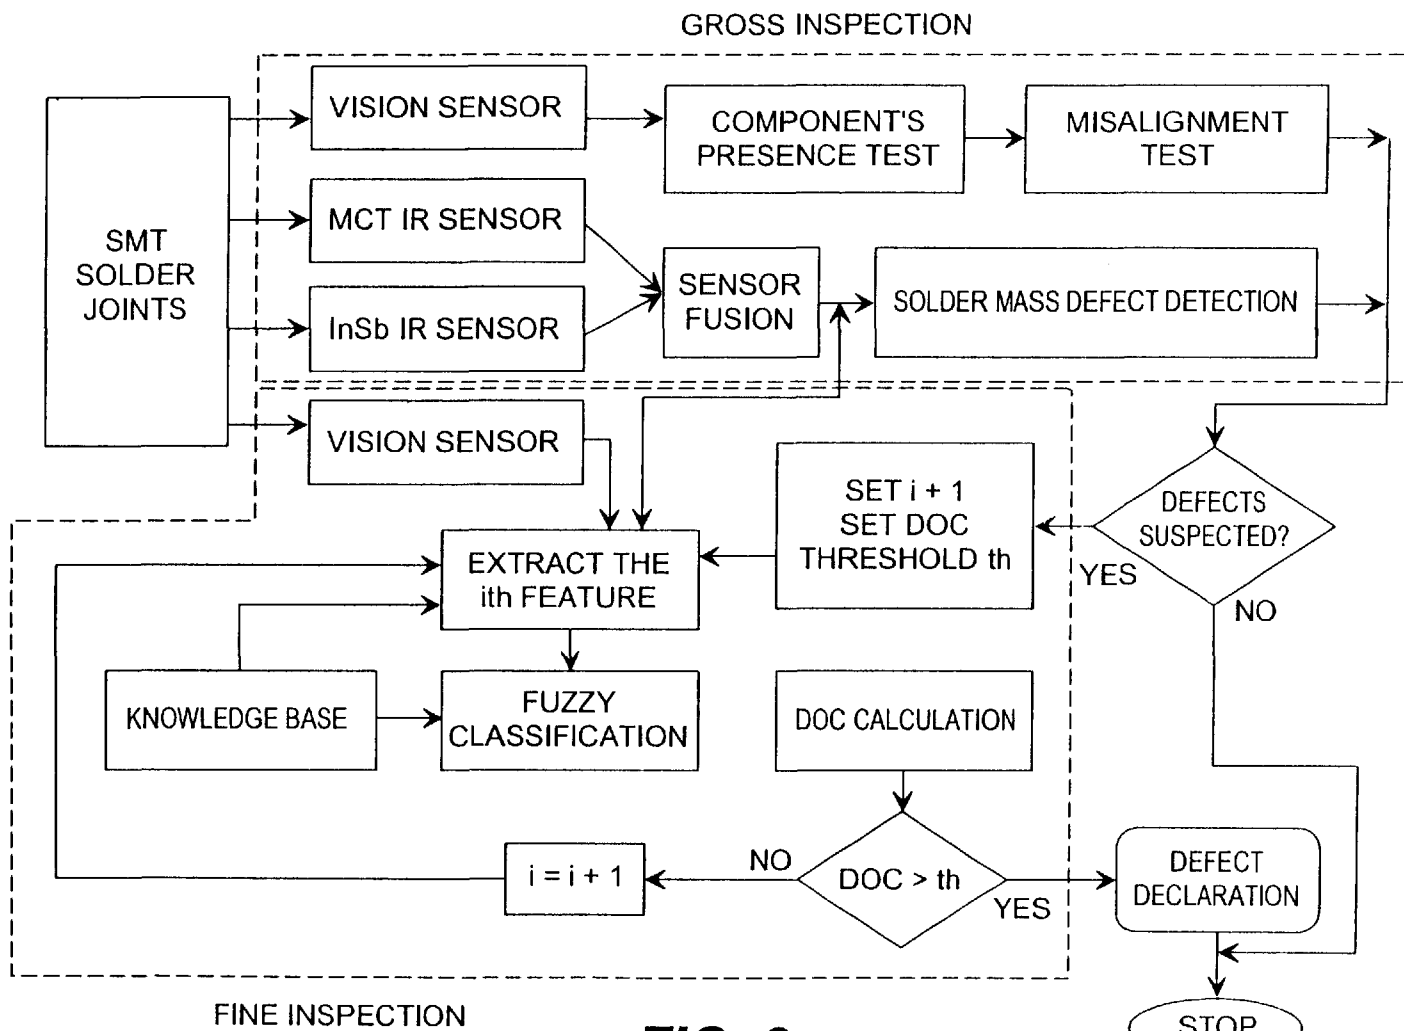 GROSS INSPECTION
SMT
SOLDER
JOINTS
VISION SENSOR
COMPONENT'S
PRESENCE TEST
MISALIGNMENT
TEST
MCT IR SENSOR
InSb IR SENSOR
SENSOR
FUSION
SOLDER MASS DEFECT DETECTION
VISION SENSOR
SET i + 1
SET DOC
THRESHOLD th
DEFECTS
SUSPECTED?
YES
NO
EXTRACT THE
ith FEATURE
KNOWLEDGE BASE
FUZZY
CLASSIFICATION
DOC CALCULATION
i = i + 1
NO
DOC > th
YES
DEFECT
DECLARATION
FINE INSPECTION
STOP